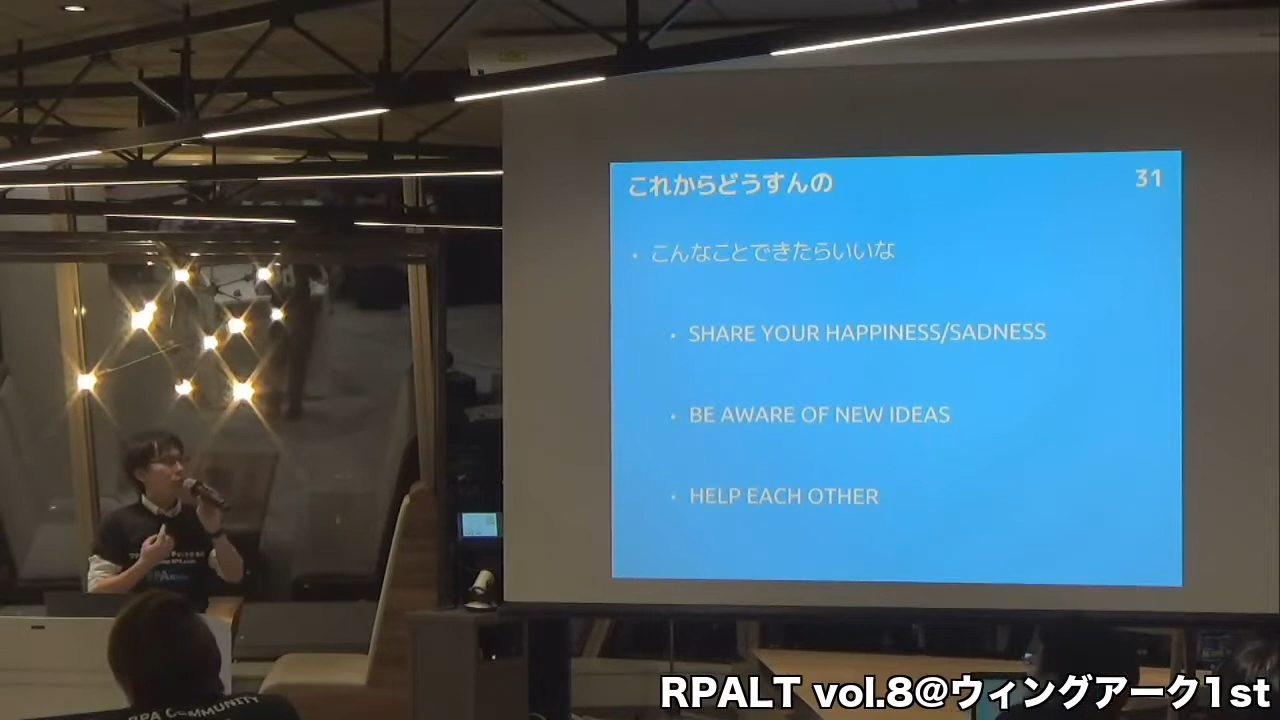 これからどうすんの
31
・ こんなことできたらいいな
・ SHARE YOUR HAPPINESS/SADNESS
・ BE AWARE OF NEW IDEAS
・ HELP EACH OTHER
RPA COMMUNITY
RPALT vol.8@ウィングアーク1st